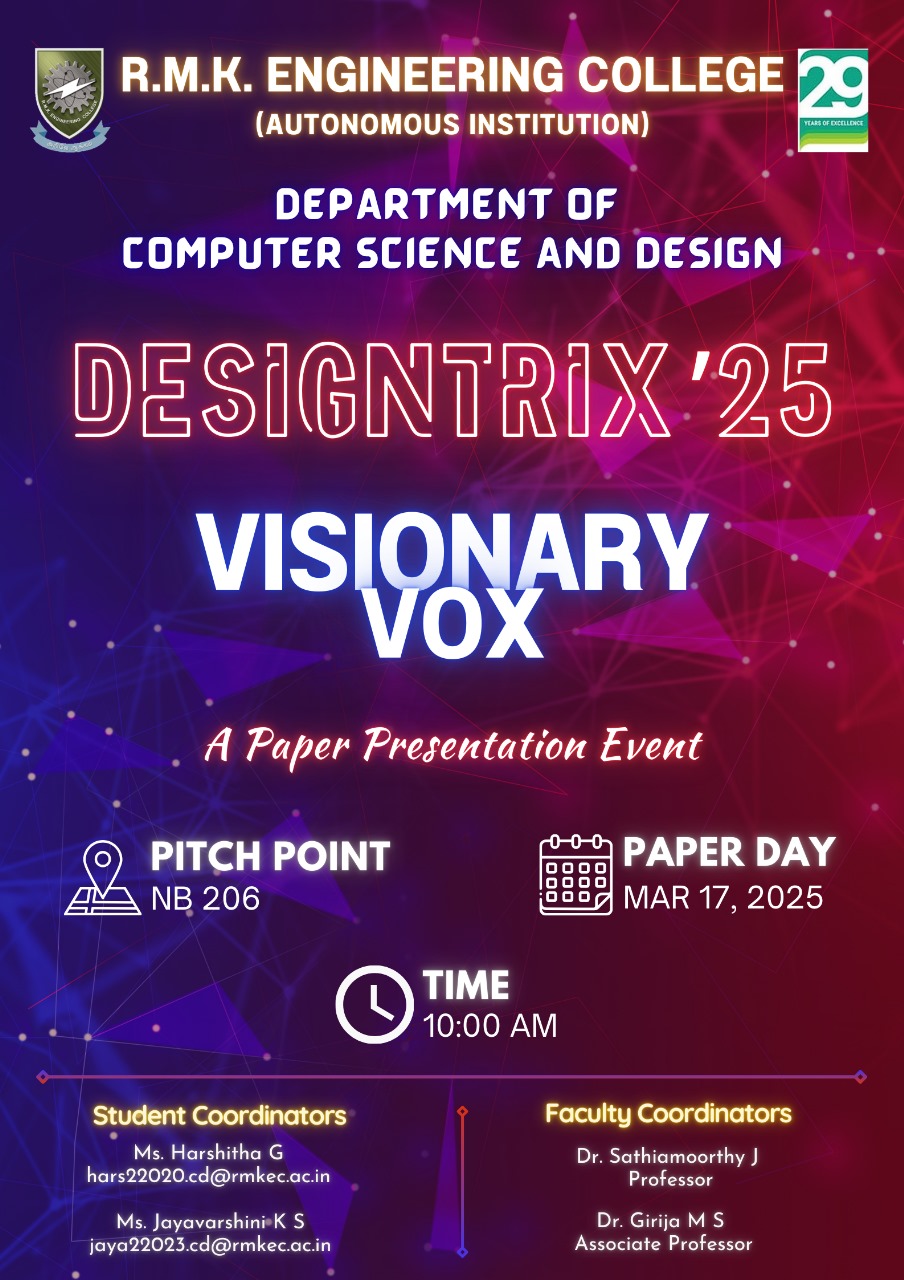 R.M.K. ENGINEERING COLLEGE
(AUTONOMOUS INSTITUTION)
R.M.K. ENGINEERING COLLEGE
29
YEARS OF EXCELLENCE
DEPARTMENT OF
COMPUTER SCIENCE AND DESIGN
DESIGNTRIX '25
VISIONARY
VOX
A Paper Presentation Event
PITCH POINT
NB 206
PAPER DAY
MAR 17, 2025
TIME
10:00 AM
Student Coordinators
Ms. Harshitha G
hars22020.cd@rmkec.ac.in
Ms. Jayavarshini K S
jaya22023.cd@rmkec.ac.in
Faculty Coordinators
Dr. Sathiamoorthy J
Professor
Dr. Girija M S
Associate Professor